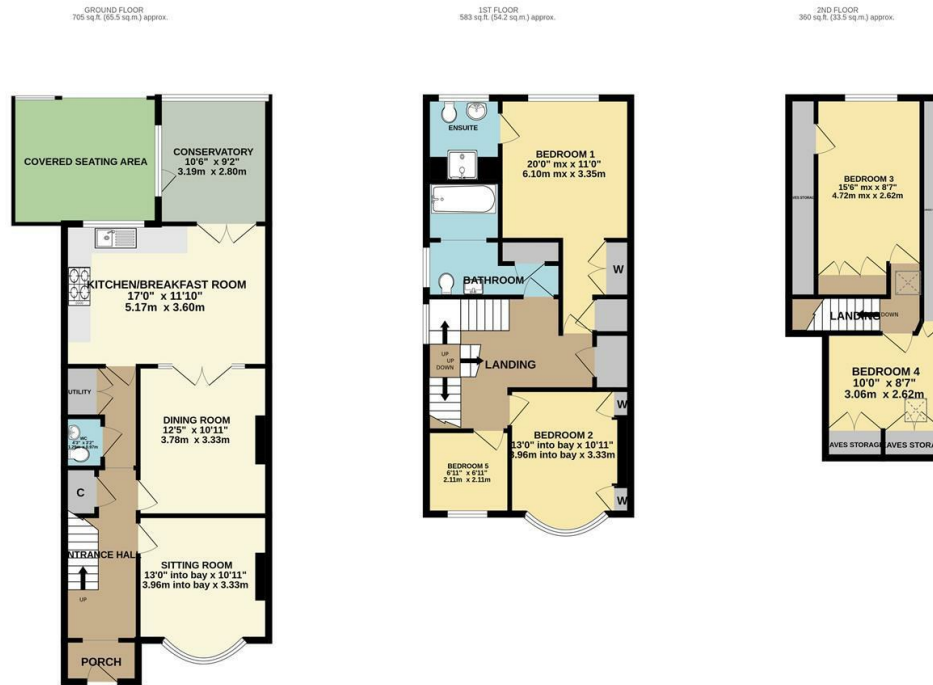 GROUND FLOOR
705 sq.ft. (65.5 sq.m.) approx.
COVERED SEATING AREA
CONSERVATORY
10'6" x 9'2"
3.19m x 2.80m
KITCHEN/BREAKFAST ROOM
17'0" x 11'10"
5.17m x 3.60m
UTILITY
WC
DINING ROOM
12'5" x 10'11"
3.78m x 3.33m
C
NTRANCE HALL
UP
SITTING ROOM
13'0" into bay x 10'11"
3.96m into bay x 3.33m
PORCH
1ST FLOOR
583 sq.ft. (54.2 sq.m.) approx.
ENSUITE
BEDROOM 1
20'0" mx x 11'0"
6.10m mx x 3.35m
BATHROOM
W
UP
UP
DOWN
LANDING
W
BEDROOM 2
13'0" into bay x 10'11"
3.96m into bay x 3.33m
BEDROOM 5
6'11" x 6'11"
2.11m x 2.11m
W
2ND FLOOR
360 sq.ft. (33.5 sq.m.) approx.
BEDROOM 3
15'6" mx x 8'7"
4.72m mx x 2.62m
AVES STORAGE
LANDING
DOWN
BEDROOM 4
10'0" x 8'7"
3.06m x 2.62m
AVES STORAGE
EAVES STORA